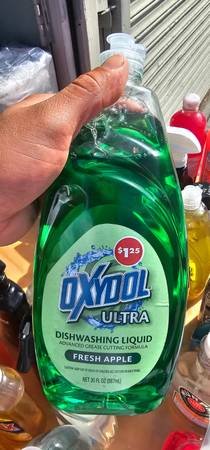 $1.25
OXYDOL
ULTRA
DISHWASHING LIQUID
ADVANCED GREASE CUTTING FORMULA
FRESH APPLE
NET 30 FL OZ (887mL)